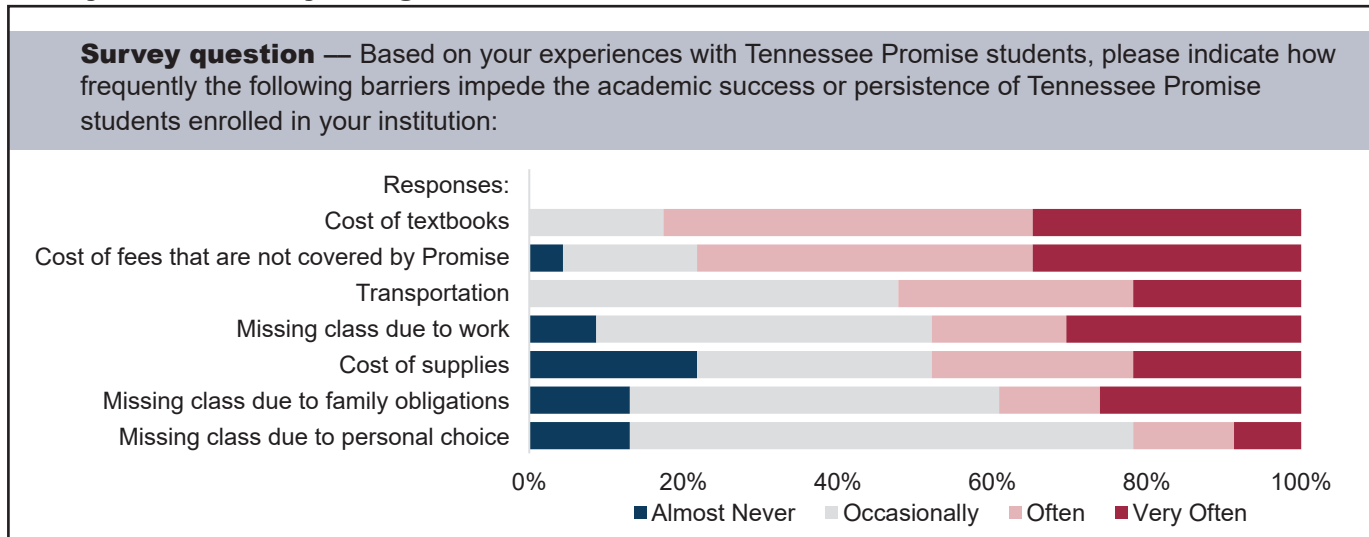 Survey question — Based on your experiences with Tennessee Promise students, please indicate how
frequently the following barriers impede the academic success or persistence of Tennessee Promise
students enrolled in your institution:
Responses:
Cost of textbooks
Cost of fees that are not covered by Promise
Transportation
Missing class due to work
Cost of supplies
Missing class due to family obligations
Missing class due to personal choice
0% 20% 40% 60% 80% 100%
Almost Never Occasionally Often Very Often